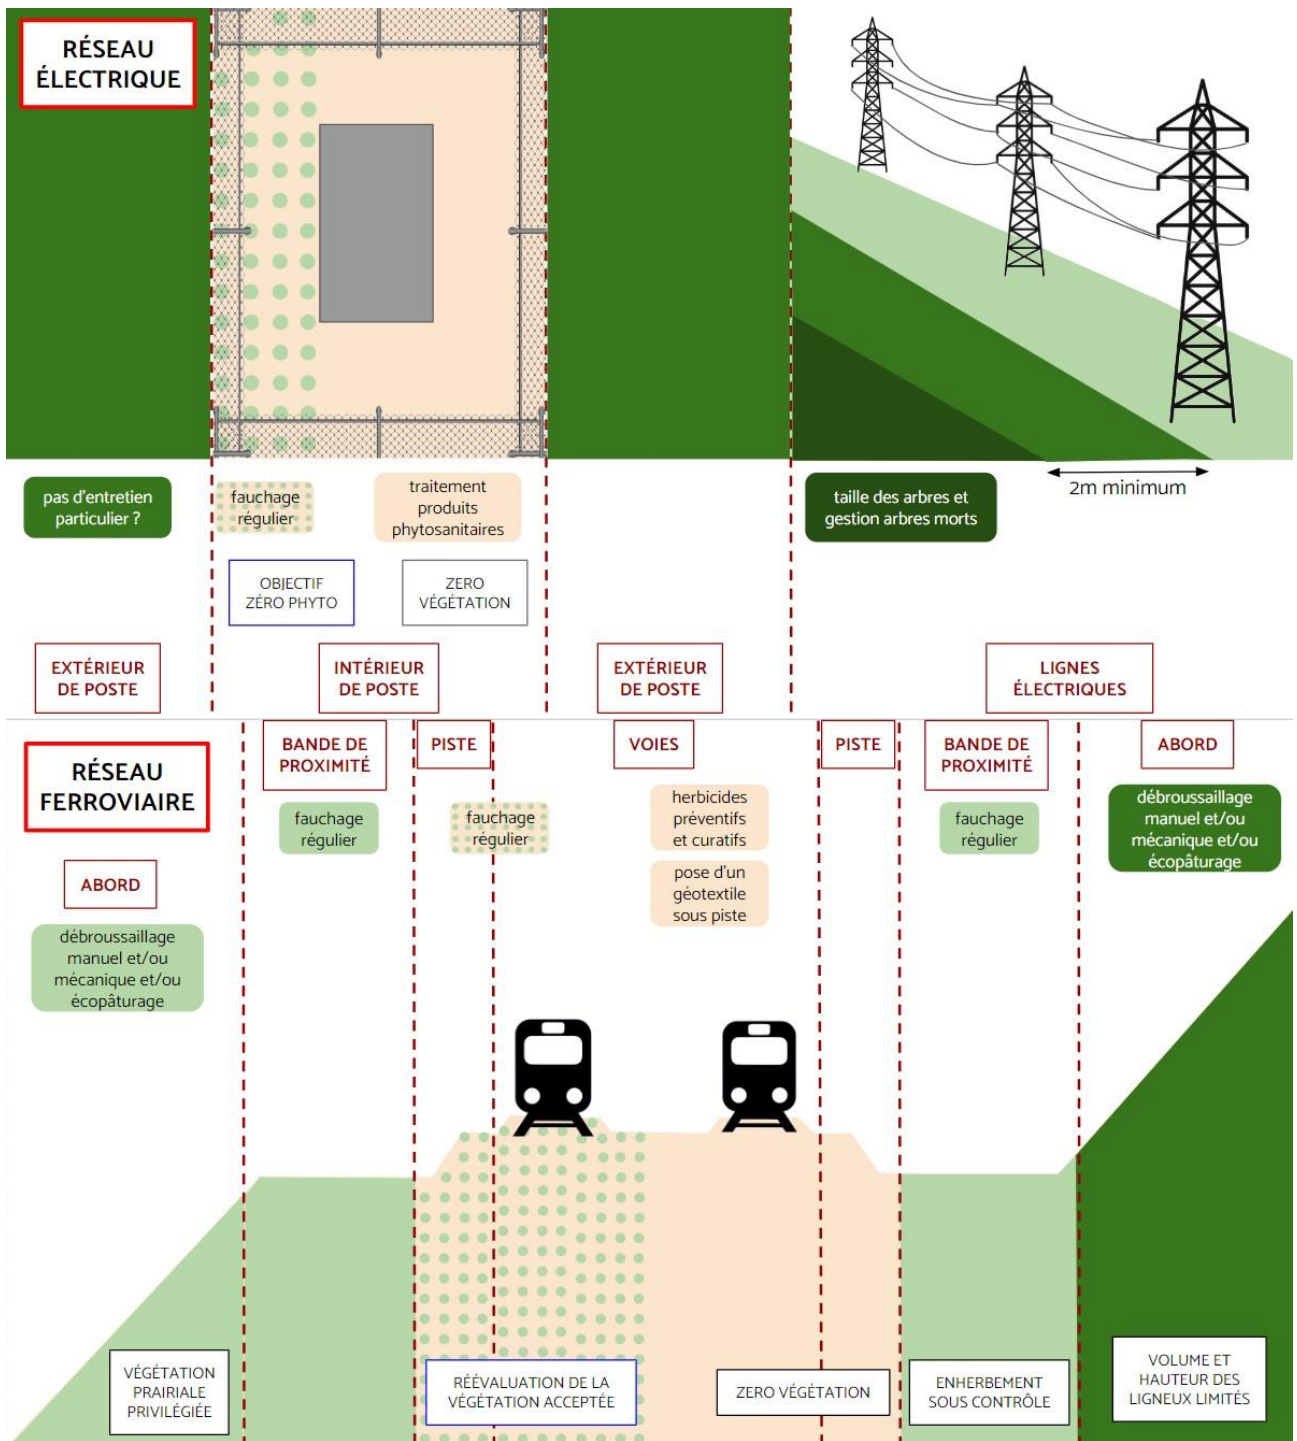 RÉSEAU
ÉLECTRIQUE
pas d'entretien
particulier ?
fauchage
régulier
traitement
produits
phytosanitaires
taille des arbres et
gestion arbres morts
2m minimum
OBJECTIF
ZÉRO PHYTO
ZERO
VÉGÉTATION
EXTÉRIEUR
DE POSTE
INTÉRIEUR
DE POSTE
EXTÉRIEUR
DE POSTE
LIGNES
ÉLECTRIQUES
RÉSEAU
FERROVIAIRE
BANDE DE
PROXIMITÉ
PISTE
VOIES
PISTE
BANDE DE
PROXIMITÉ
ABORD
fauchage
régulier
fauchage
régulier
herbicides
préventifs
et curatifs
pose d'un
géotextile
sous piste
fauchage
régulier
débroussaillage
manuel et/ou
mécanique et/ou
écopâturage
ABORD
débroussaillage
manuel et/ou
mécanique et/ou
écopâturage
VÉGÉTATION
PRAIRIALE
PRIVILÉGIÉE
RÉÉVALUATION DE LA
VÉGÉTATION ACCEPTÉE
ZERO VÉGÉTATION
ENHERBEMENT
SOUS CONTRÔLE
VOLUME ET
HAUTEUR DES
LIGNEUX LIMITÉS